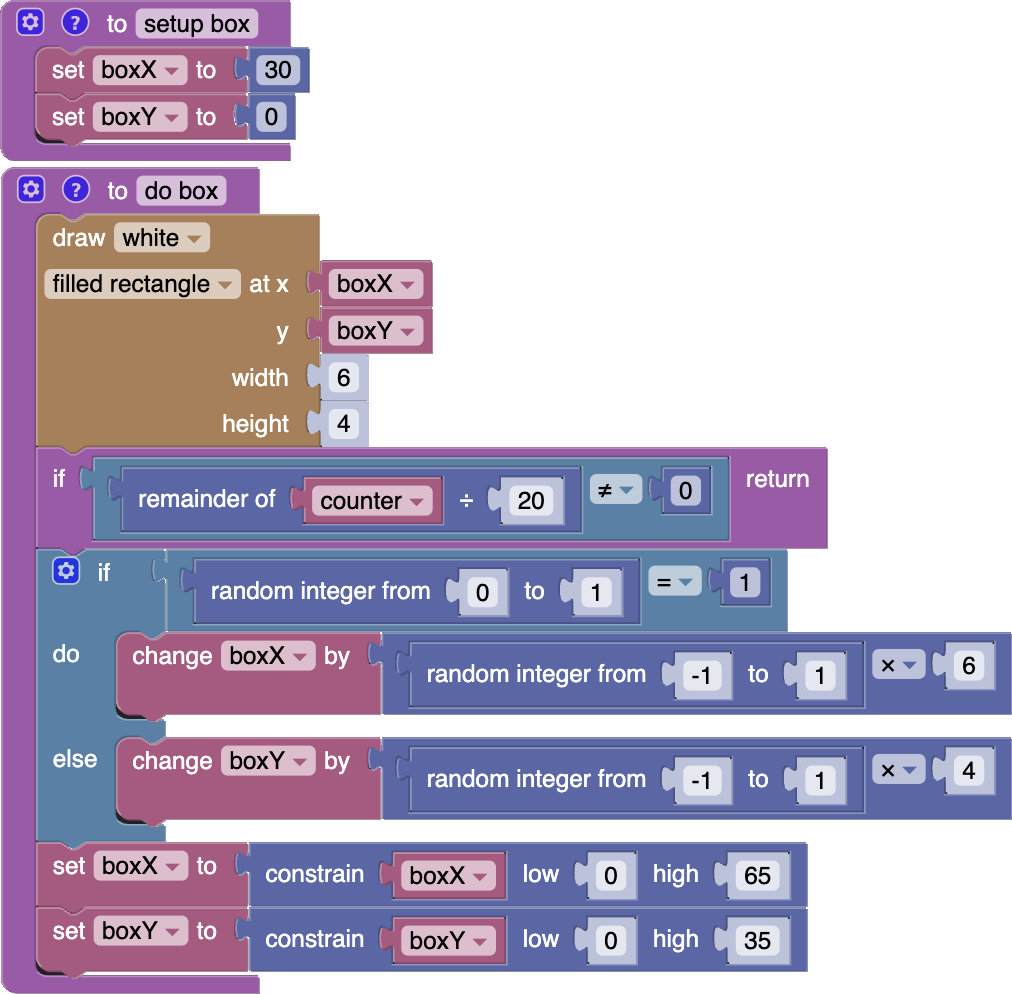 ? to setup box
set boxX to 30
set boxY to 0
? to do box
draw white
filled rectangle at x boxX
y boxY
width 6
height 4
if remainder of counter ÷ 20 ≠ 0 return
if random integer from 0 to 1 = 1
do change boxX by random integer from -1 to 1 × 6
else change boxY by random integer from -1 to 1 × 4
set boxX to constrain boxX low 0 high 65
set boxY to constrain boxY low 0 high 35